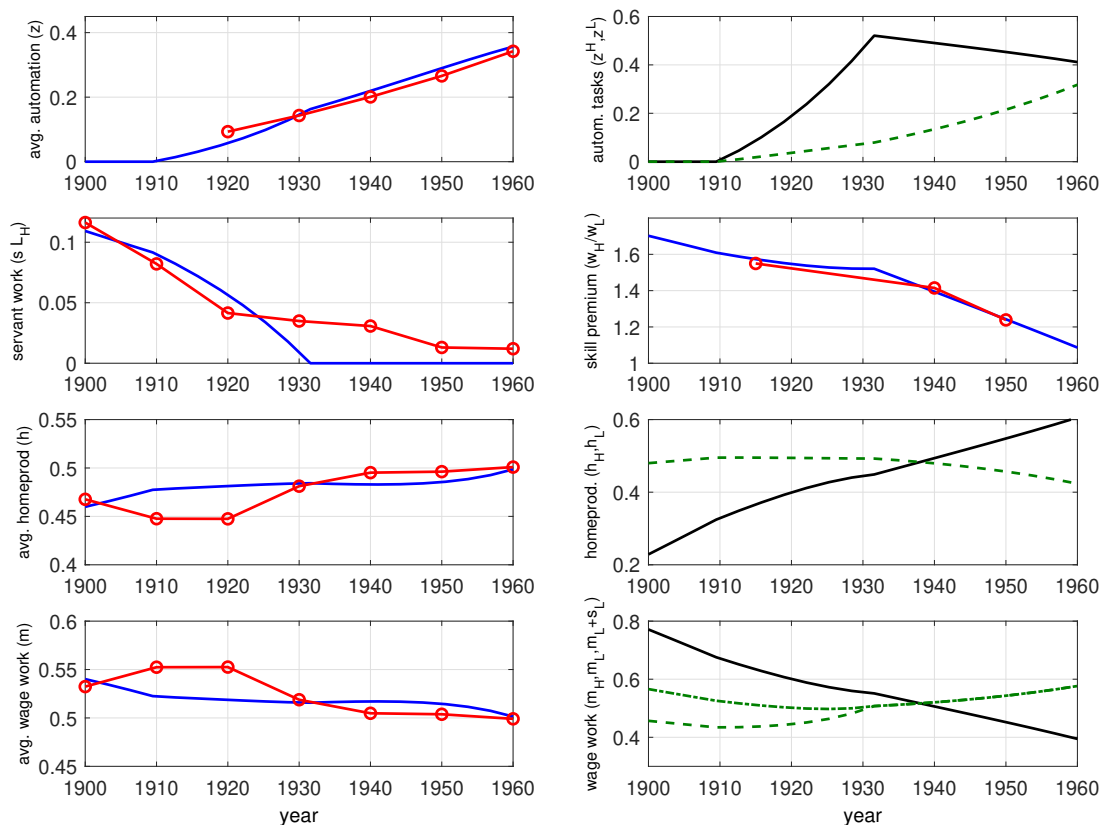 avg. automation (z)
0.4
0.2
0
1900 1910 1920 1930 1940 1950 1960
autom. tasks (z^H,z^L)
0.6
0.4
0.2
0
1900 1910 1920 1930 1940 1950 1960
servant work (s L_H)
0.1
0.05
0
1900 1910 1920 1930 1940 1950 1960
skill premium (w_H/w_L)
1.6
1.4
1.2
1
1900 1910 1920 1930 1940 1950 1960
avg. homeprod (h)
0.55
0.5
0.45
0.4
1900 1910 1920 1930 1940 1950 1960
homeprod. (h_H,h_L)
0.6
0.4
0.2
1900 1910 1920 1930 1940 1950 1960
avg. wage work (m)
0.6
0.55
0.5
0.45
1900 1910 1920 1930 1940 1950 1960
year
wage work (m_H,m_L,m_L+s_L)
0.8
0.6
0.4
1900 1910 1920 1930 1940 1950 1960
year